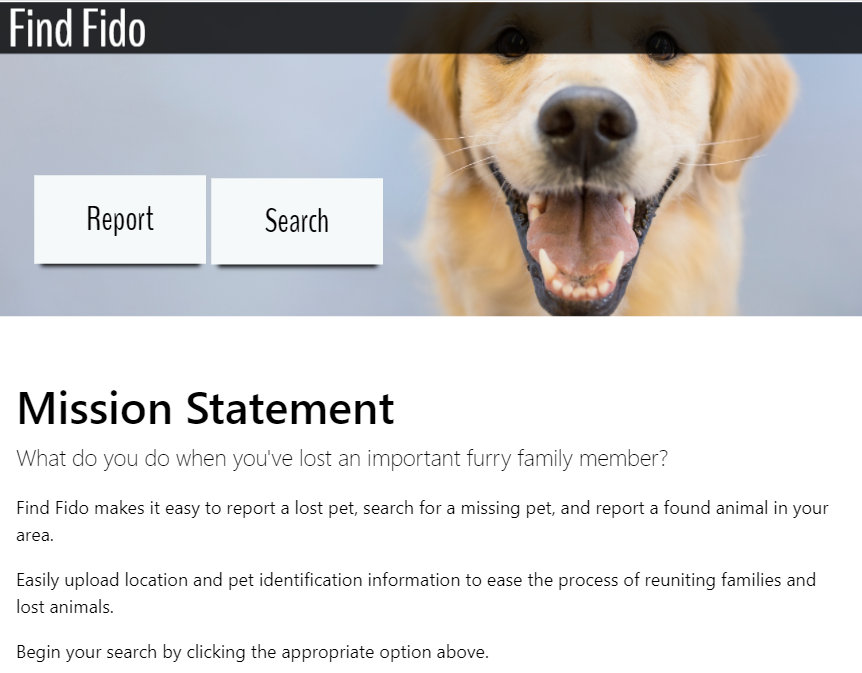 Find Fido
Report
Search
Mission Statement
What do you do when you've lost an important furry family member?
Find Fido makes it easy to report a lost pet, search for a missing pet, and report a found animal in your
area.
Easily upload location and pet identification information to ease the process of reuniting families and
lost animals.
Begin your search by clicking the appropriate option above.